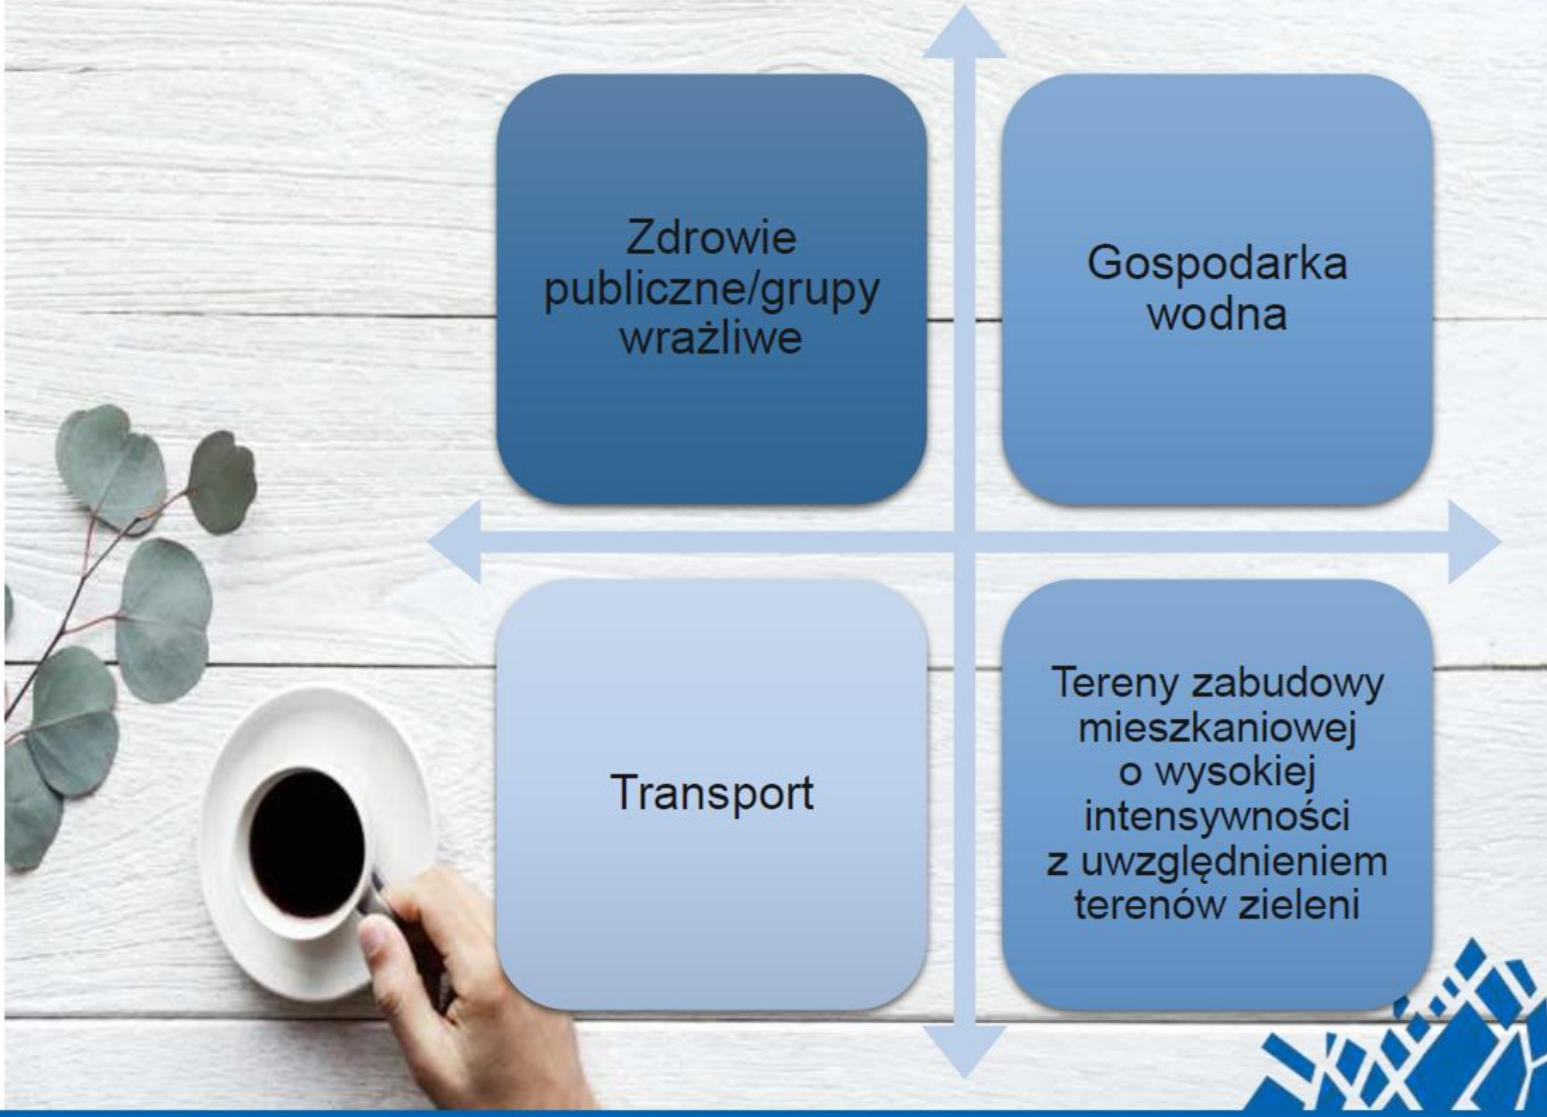 Zdrowie
publiczne/grupy
wrażliwe
Gospodarka
wodna
Transport
Tereny zabudowy
mieszkaniowej
o wysokiej
intensywności
z uwzględnieniem
terenów zieleni